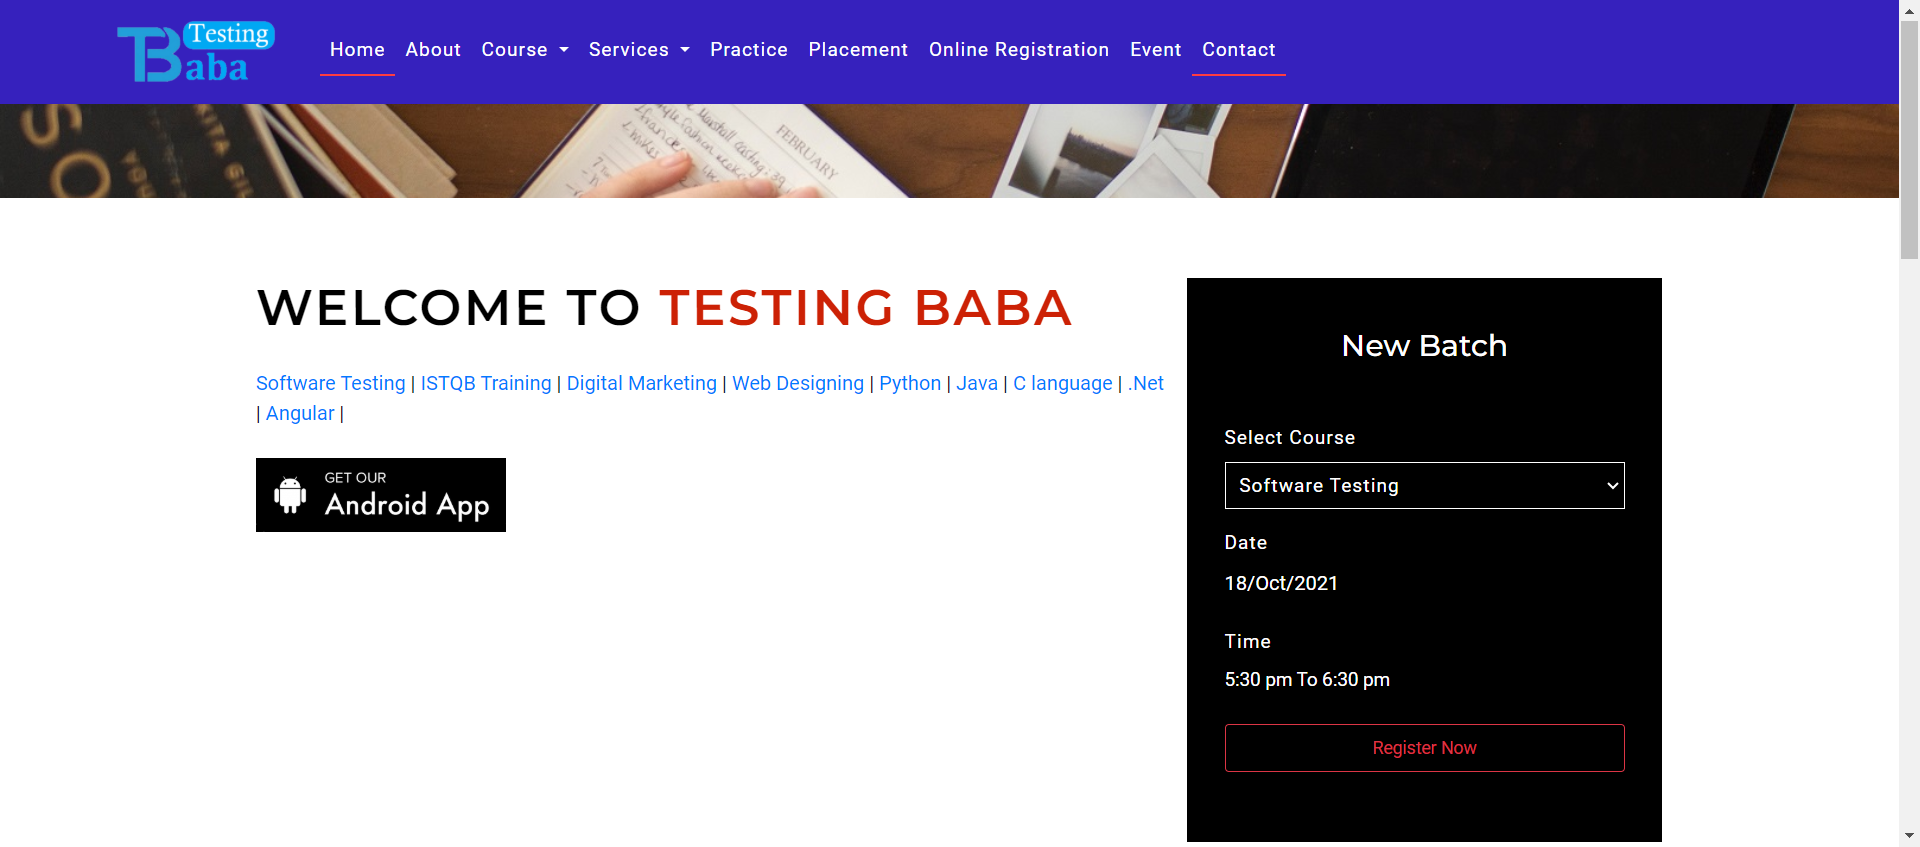 Testing
Baba
Home About Course Services Practice Placement Online Registration Event Contact
FEBRUARY
WELCOME TO TESTING BABA
Software Testing | ISTQB Training | Digital Marketing | Web Designing | Python | Java | C language | .Net
| Angular |
GET OUR
Android App
New Batch
Select Course
Software Testing
Date
18/Oct/2021
Time
5:30 pm To 6:30 pm
Register Now